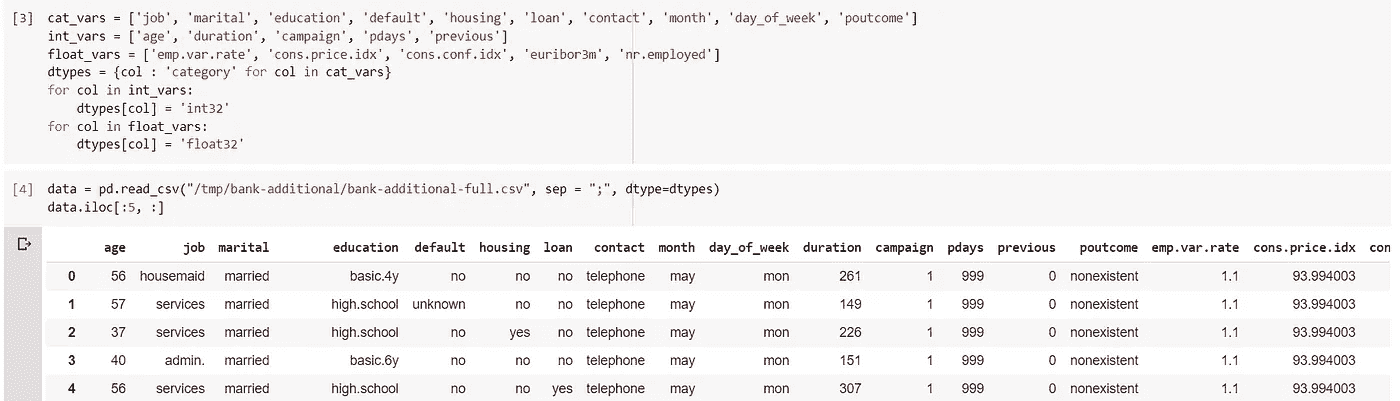 [3] cat_vars = ['job', 'marital', 'education', 'default', 'housing', 'loan', 'contact', 'month', 'day_of_week', 'poutcome']
int_vars = ['age', 'duration', 'campaign', 'pdays', 'previous']
float_vars = ['emp.var.rate', 'cons.price.idx', 'cons.conf.idx', 'euribor3m', 'nr.employed']
dtypes = {col : 'category' for col in cat_vars}
for col in int_vars:
    dtypes[col] = 'int32'
for col in float_vars:
    dtypes[col] = 'float32'
[4] data = pd.read_csv("/tmp/bank-additional/bank-additional-full.csv", sep = ";", dtype=dtypes)
data.iloc[:5, :]
age job marital education default housing loan contact month day_of_week duration campaign pdays previous poutcome emp.var.rate cons.price.idx con
0 56 housemaid married basic.4y no no no telephone may mon 261 1 999 0 nonexistent 1.1 93.994003
1 57 services married high.school unknown no no telephone may mon 149 1 999 0 nonexistent 1.1 93.994003
2 37 services married high.school no yes no telephone may mon 226 1 999 0 nonexistent 1.1 93.994003
3 40 admin. married basic.6y no no no telephone may mon 151 1 999 0 nonexistent 1.1 93.994003
4 56 services married high.school no no yes telephone may mon 307 1 999 0 nonexistent 1.1 93.994003